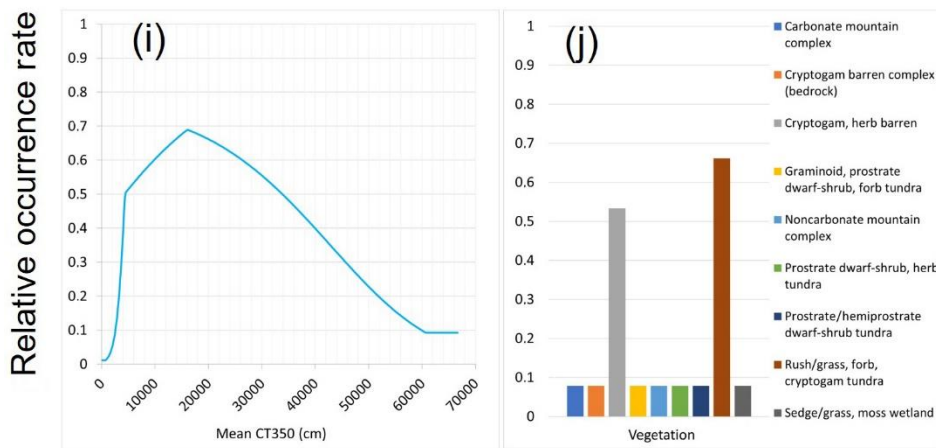 Relative occurrence rate
(i)
1
0.9
0.8
0.7
0.6
0.5
0.4
0.3
0.2
0.1
0
0
10000
20000
30000
40000
50000
60000
70000
Mean CT350 (cm)
(j)
1
0.9
0.8
0.7
0.6
0.5
0.4
0.3
0.2
0.1
0
Vegetation
Carbonate mountain
complex
Cryptogam barren complex
(bedrock)
Cryptogam, herb barren
Graminoid, prostrate
dwarf-shrub, forb tundra
Noncarbonate mountain
complex
Prostrate dwarf-shrub, herb
tundra
Prostrate/hemiprostrate
dwarf-shrub tundra
Rush/grass, forb,
cryptogam tundra
Sedge/grass, moss wetland